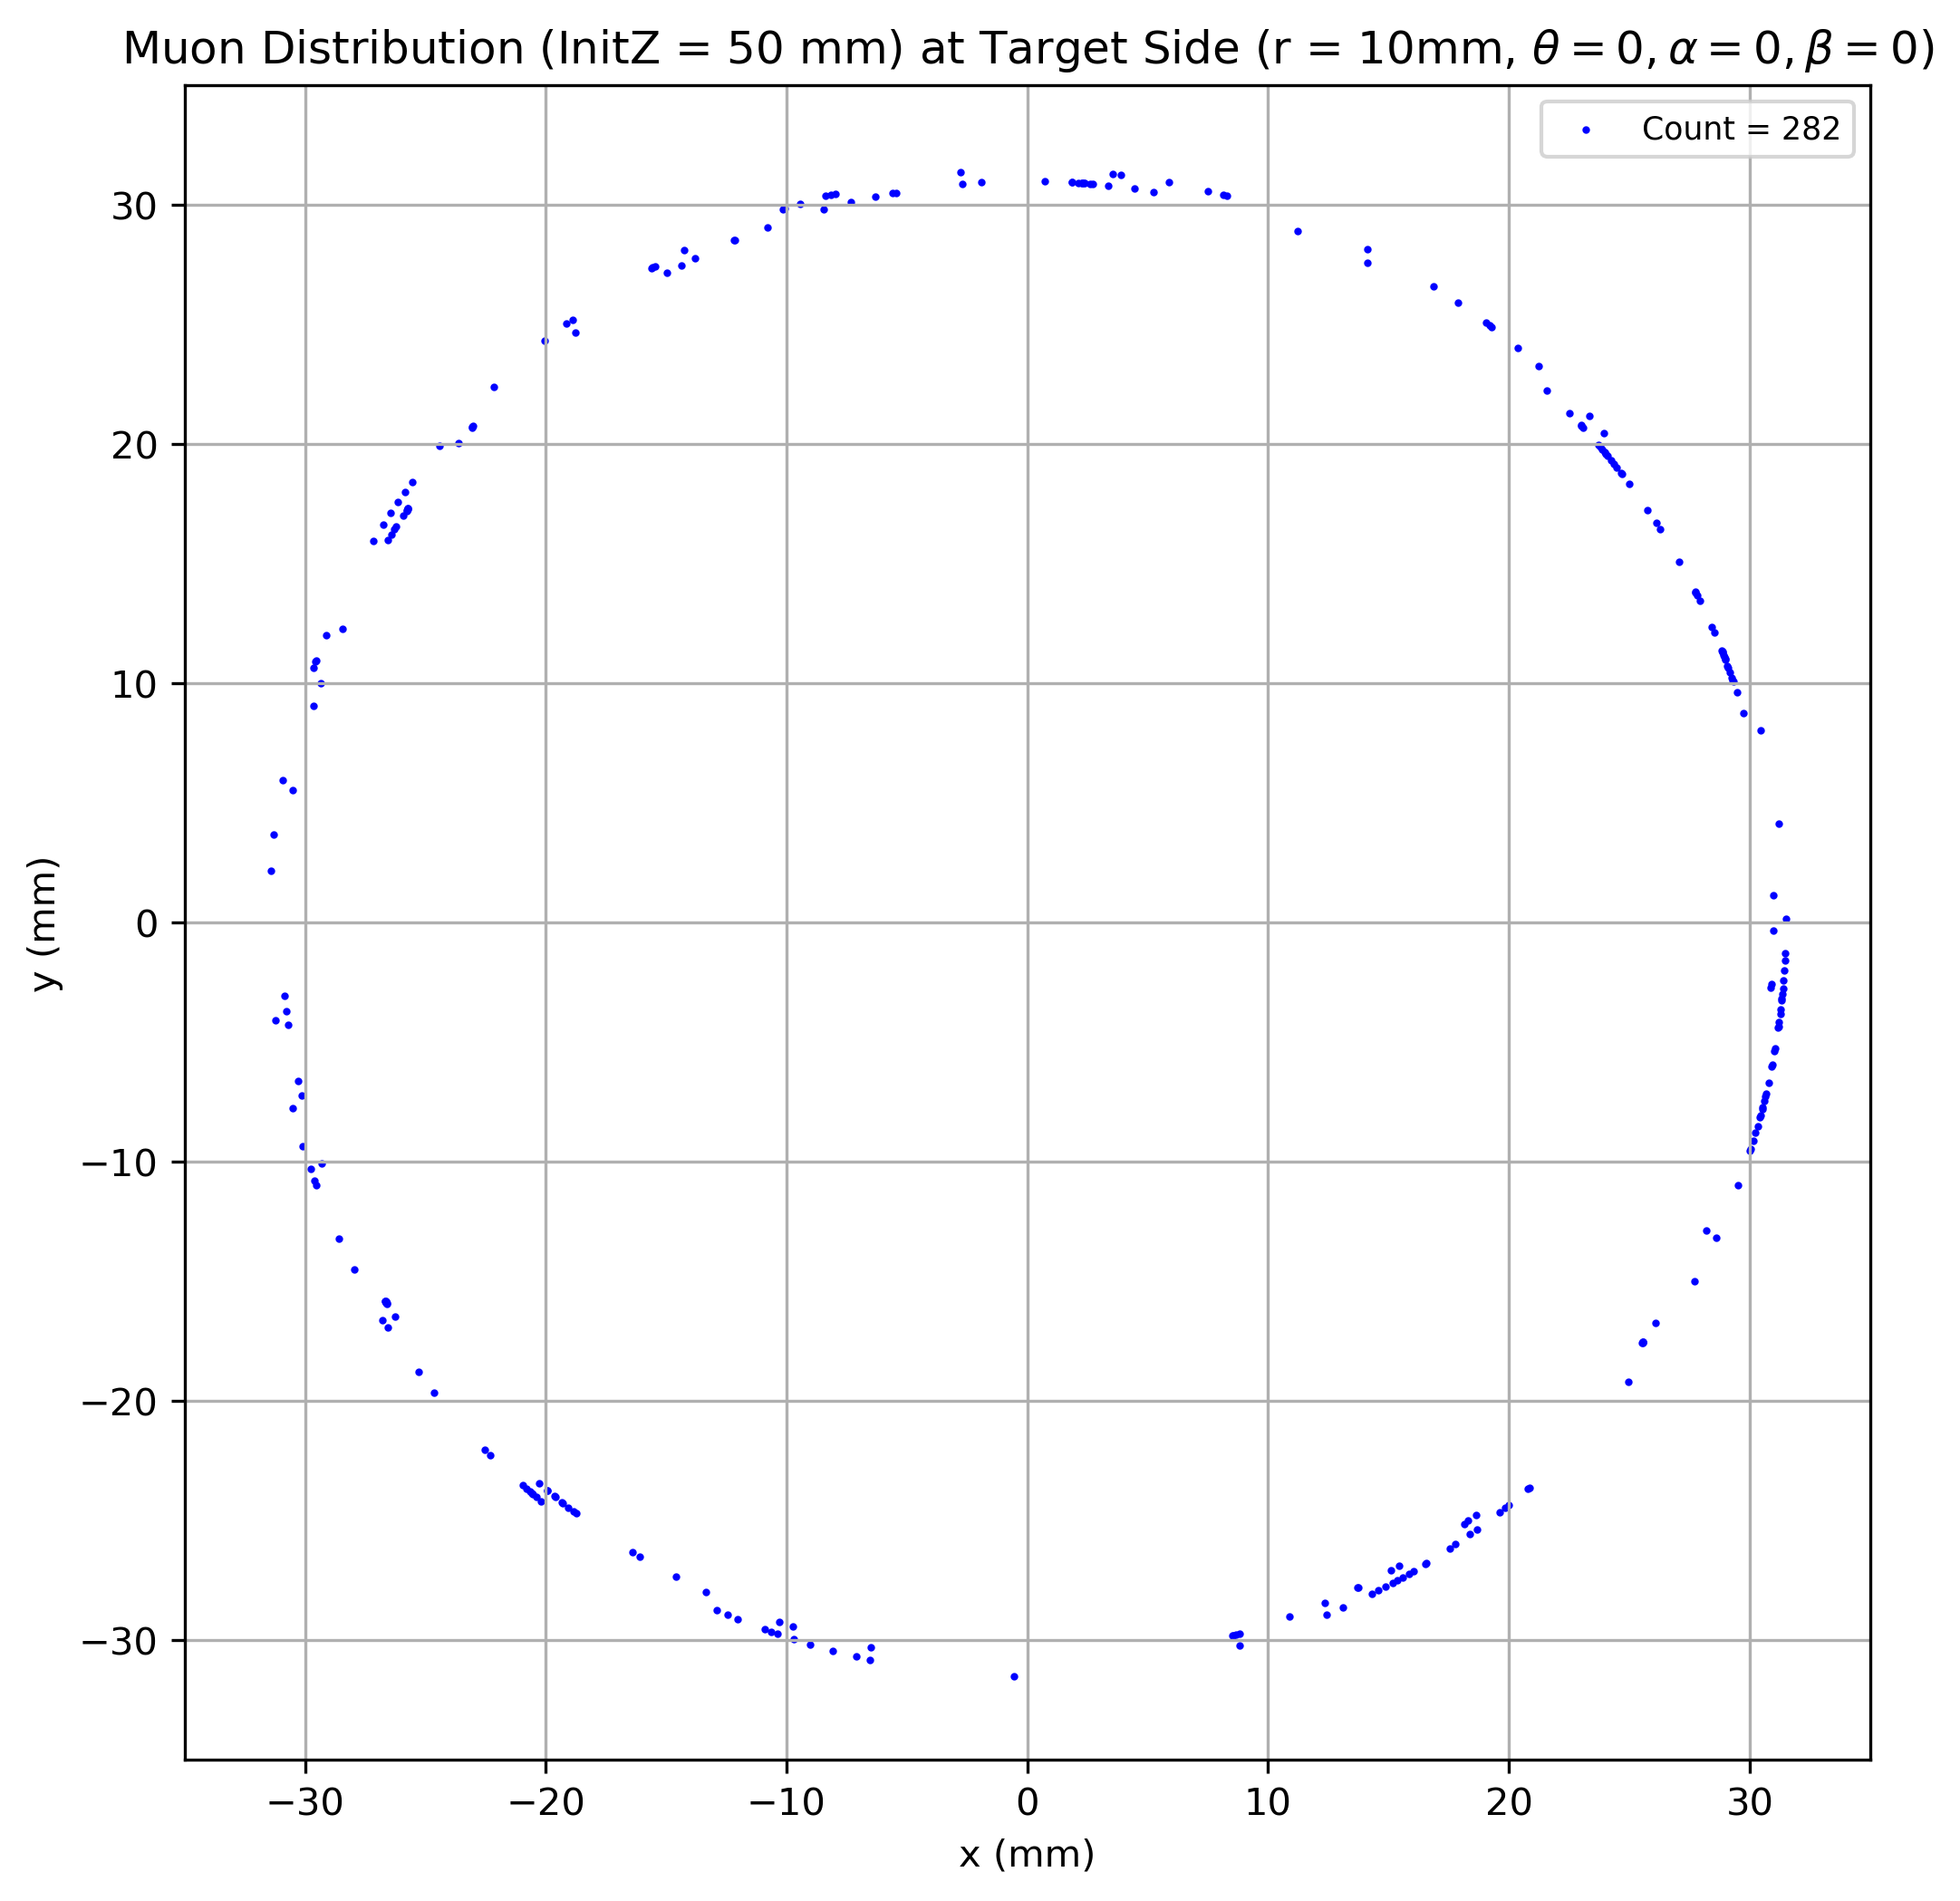 Muon Distribution (InitZ = 50 mm) at Target Side (r = 10mm, θ = 0, α = 0, β = 0)
Count = 282
30
20
10
0
−10
−20
−30
y (mm)
−30 −20 −10 0 10 20 30
x (mm)